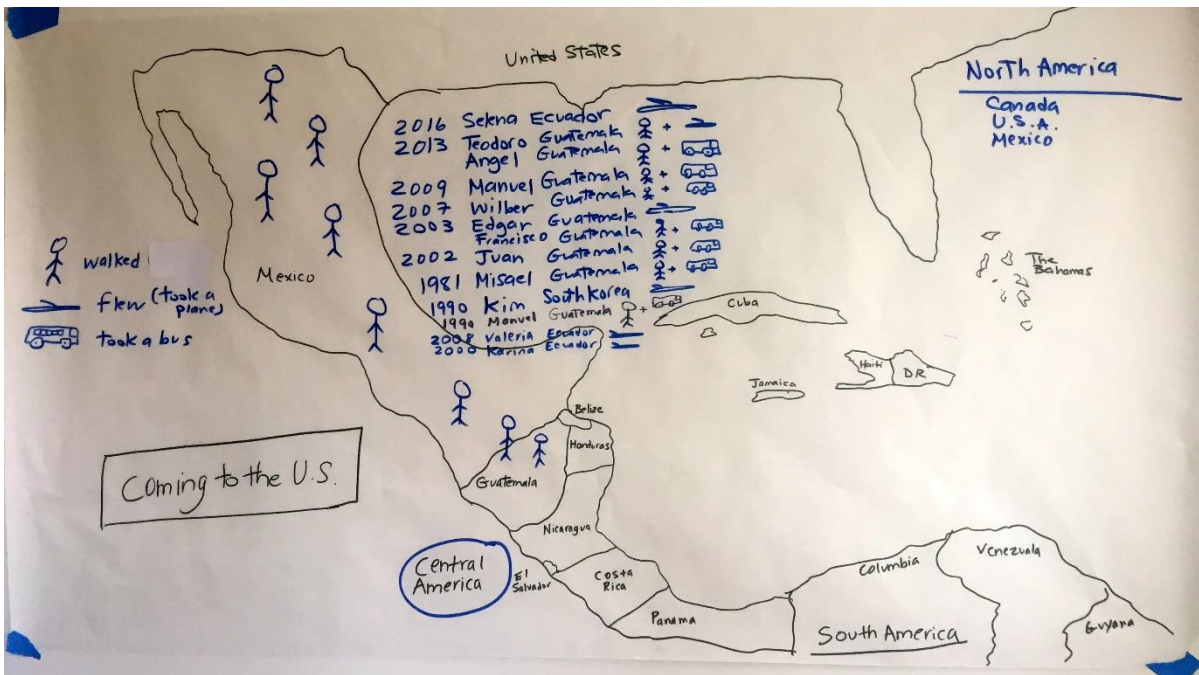 United States
North America
Canada
U.S.A.
Mexico
2016 Selena Ecuador
2013 Teodoro Guatemala +
Angel Guatemala +
2009 Manuel Guatemala +
2007 Wilber Guatemala +
2003 Edgar Guatemala
Francisco Guatemala +
2002 Juan Guatemala +
1981 Misael Guatemala +
1990 Kim South Korea
1990 Manuel Guatemala +
2008 Valeria Ecuador
2000 Karina Ecuador
walked
flew (took a
plane)
took a bus
Mexico
Cuba
The
Bahamas
Haiti
DR
Jamaica
Belize
Honduras
Guatemala
Coming to the U.S.
Nicaragua
Central
America
El
Salvador
Costa
Rica
Panama
Columbia
Venezuala
South America
Guyana